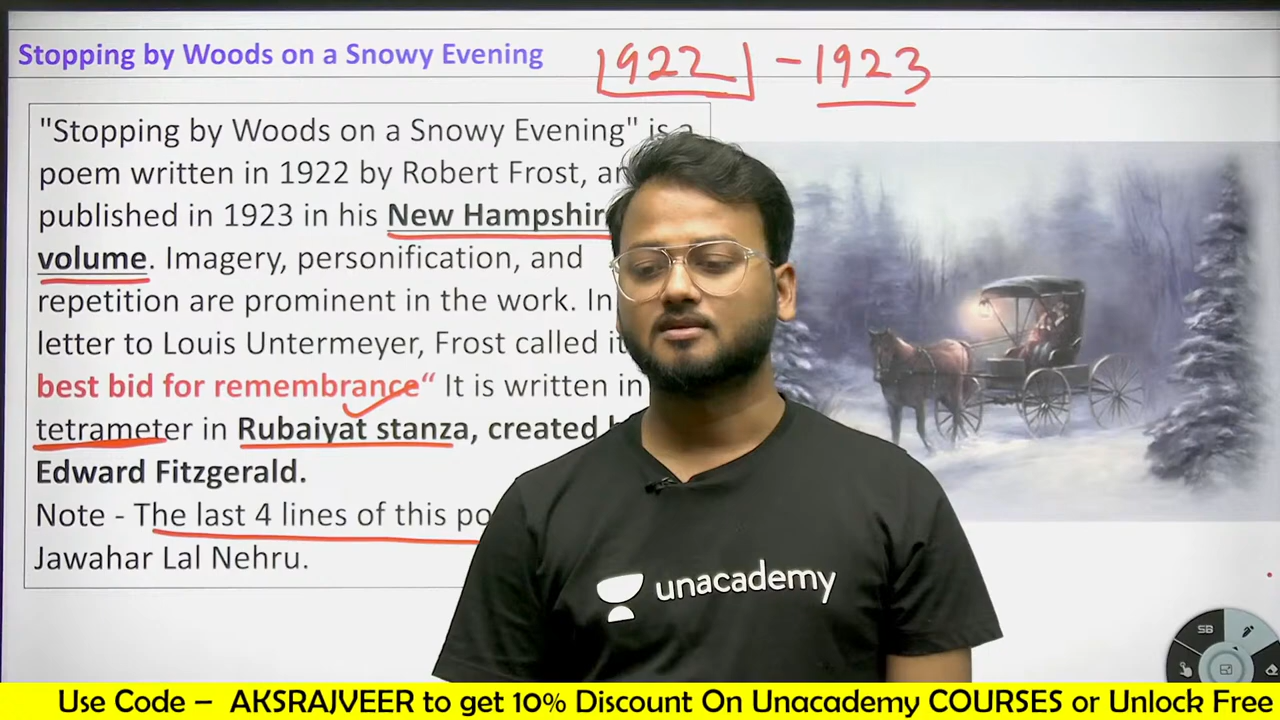 Stopping by Woods on a Snowy Evening
1922 - 1923
"Stopping by Woods on a Snowy Evening" is a
poem written in 1922 by Robert Frost,
published in 1923 in his New
volume. Imagery, personification, and
repetition are prominent in the work. In
letter to Louis Untermeyer, Frost called
best bid for remembrance“ It is written in
tetrameter in Rubaiyat stanza, created
Edward Fitzgerald.
Note - The last 4 lines of this
Jawahar Lal Nehru.
unacademy
SB
Use Code – AKSRAJVEER to get 10% Discount On Unacademy COURSES or Unlock Free